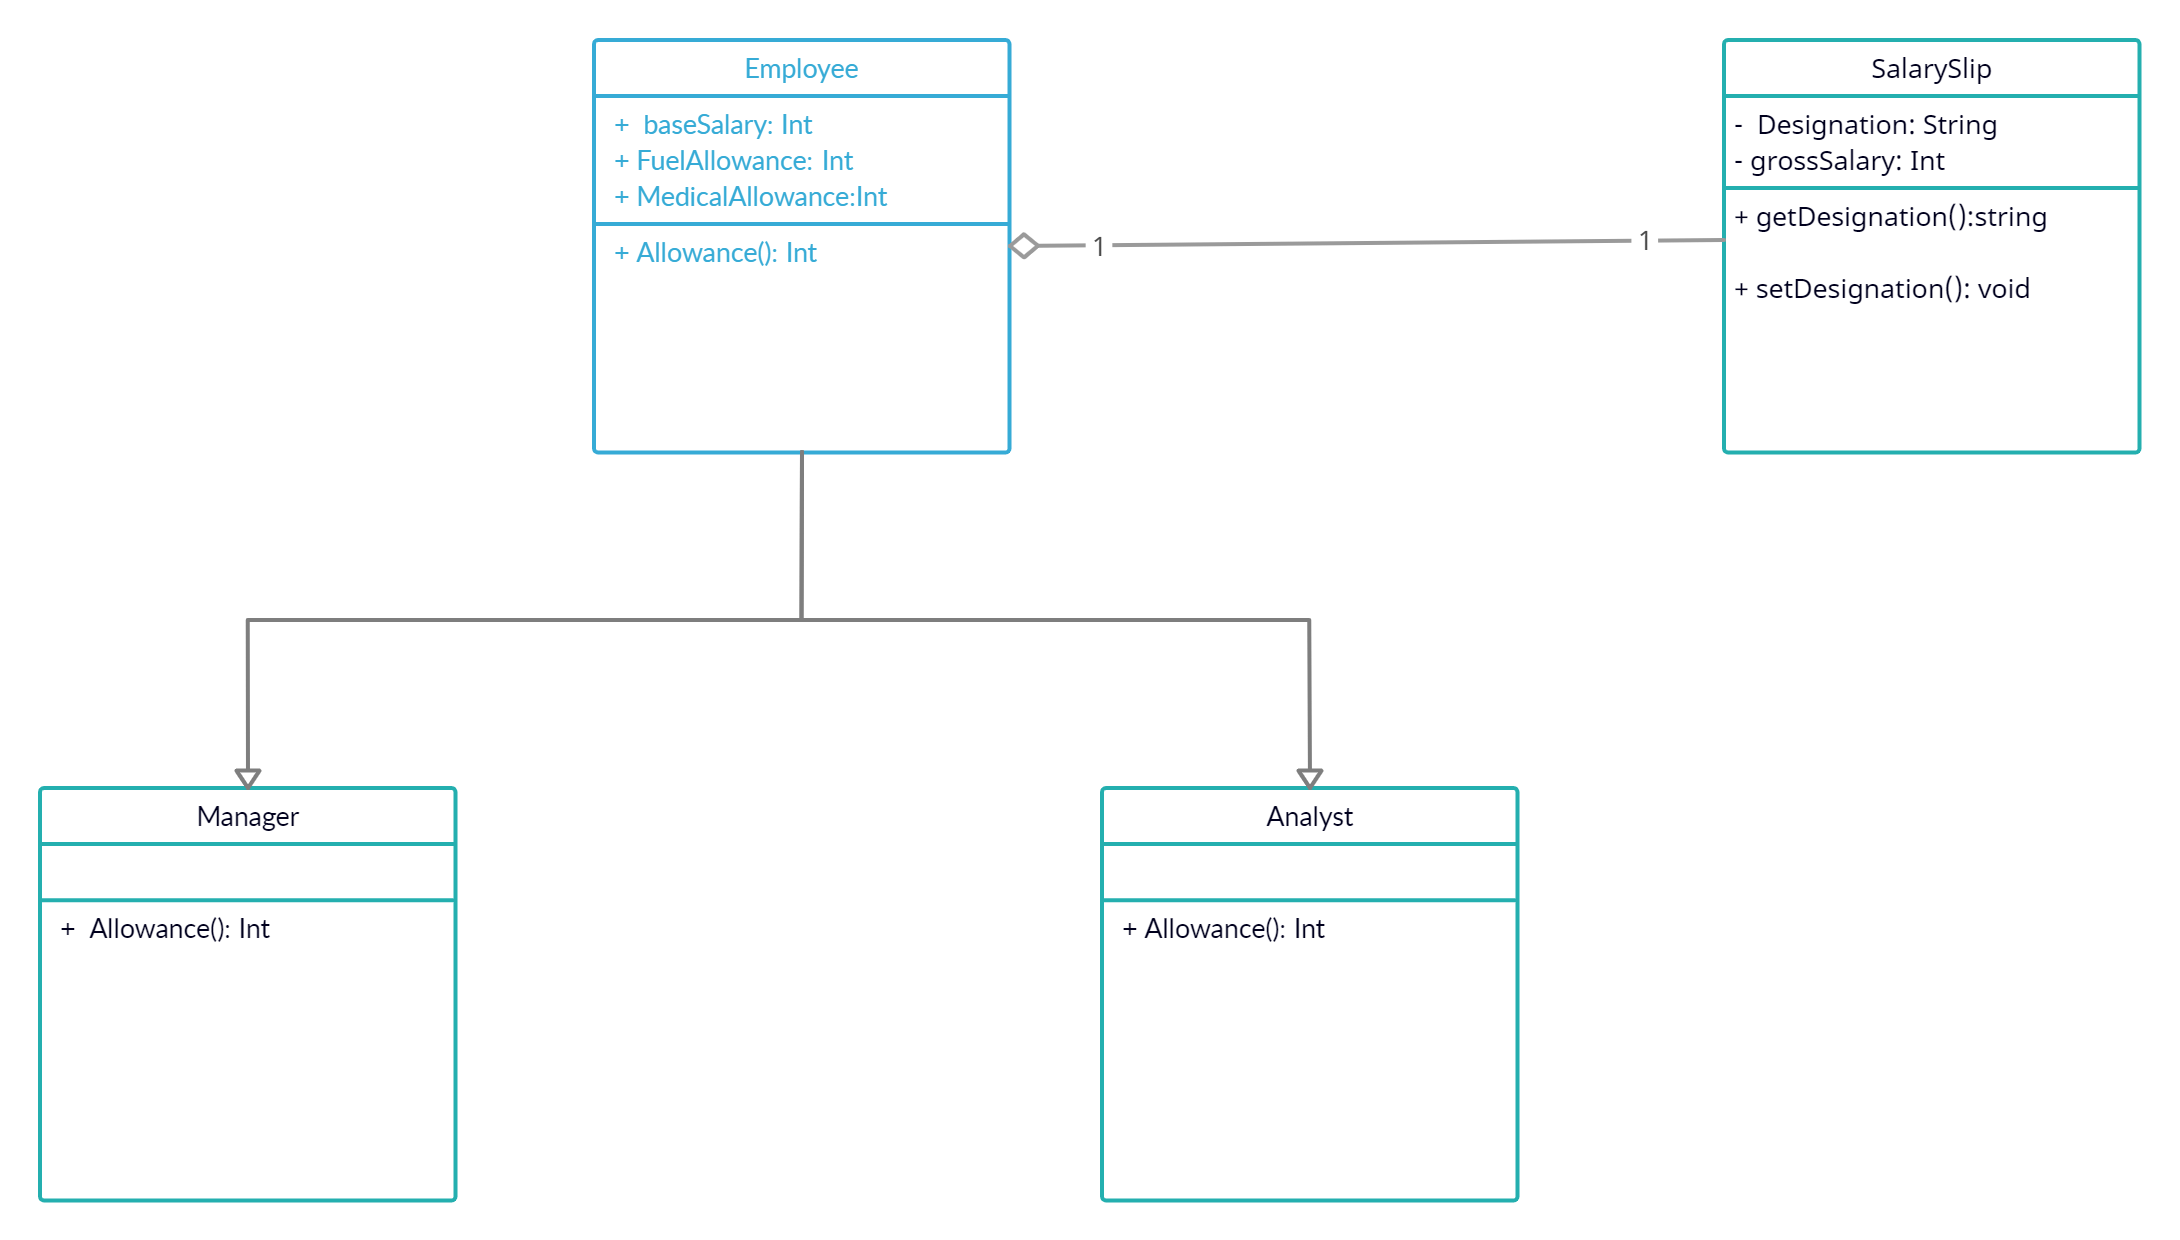 Employee
+  baseSalary: Int
+ FuelAllowance: Int
+ MedicalAllowance:Int
+ Allowance(): Int
1
1
SalarySlip
-  Designation: String
- grossSalary: Int
+ getDesignation():string
+ setDesignation(): void
Manager
+  Allowance(): Int
Analyst
+ Allowance(): Int